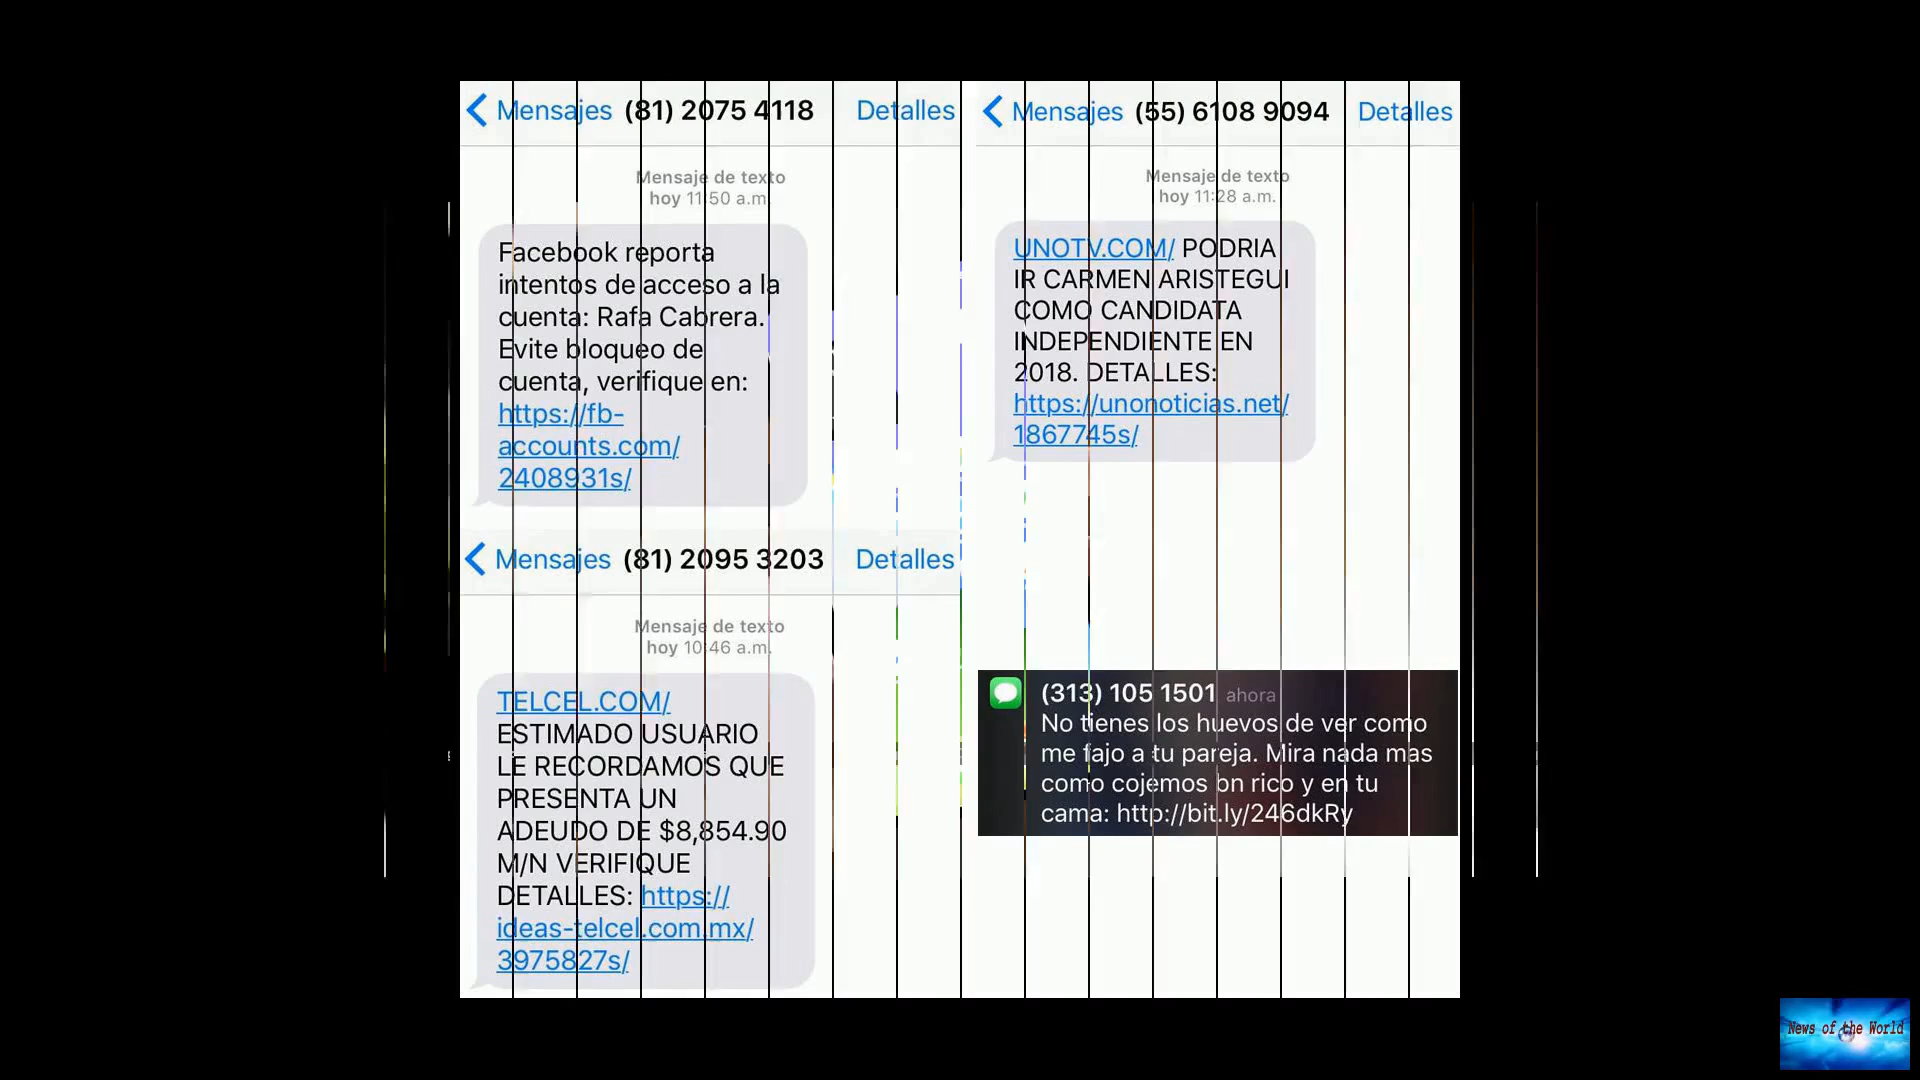 Mensajes (81) 2075 4118 Detalles
Mensaje de texto
hoy 11:50 a.m.
Facebook reporta
intentos de acceso a la
cuenta: Rafa Cabrera.
Evite bloqueo de
cuenta, verifique en:
https://fb-
accounts.com/
2408931s/
Mensajes (81) 2095 3203 Detalles
Mensaje de texto
hoy 10:46 a.m.
TELCEL.COM/
ESTIMADO USUARIO
LE RECORDAMOS QUE
PRESENTA UN
ADEUDO DE $8,854.90
M/N VERIFIQUE
DETALLES: https://
ideas-telcel.com.mx/
3975827s/
Mensajes (55) 6108 9094 Detalles
Mensaje de texto
hoy 11:28 a.m.
UNOTV.COM/ PODRIA
IR CARMEN ARISTEGUI
COMO CANDIDATA
INDEPENDIENTE EN
2018. DETALLES:
https://unonoticias.net/
1867745s/
(313) 105 1501 ahora
No tienes los huevos de ver como
me fajo a tu pareja. Mira nada mas
como cojemos bn rico y en tu
cama: http://bit.ly/246dkRy
News of the World